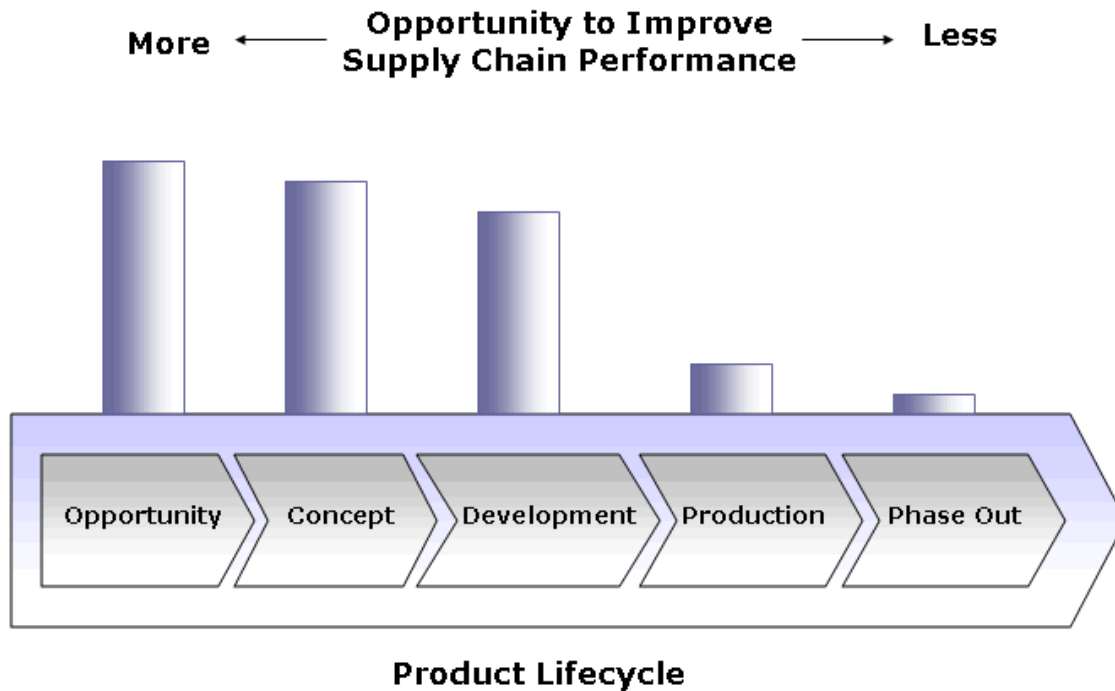 Opportunity to Improve
More Supply Chain Performance Less
Opportunity Concept Development Production Phase Out
Product Lifecycle